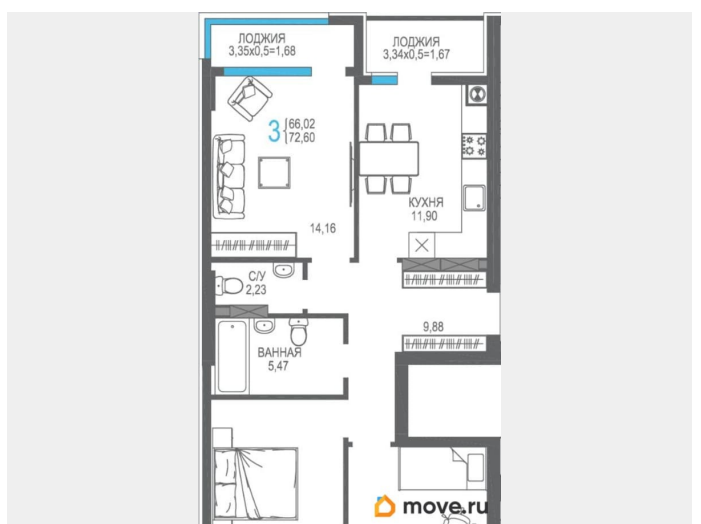 ЛОДЖИЯ
3,35x0,5=1,68
ЛОДЖИЯ
3,34x0,5=1,67
3
66,02
72,60
14,16
КУХНЯ
11,90
С/У
2,23
9,88
ВАННАЯ
5,47
move.ru